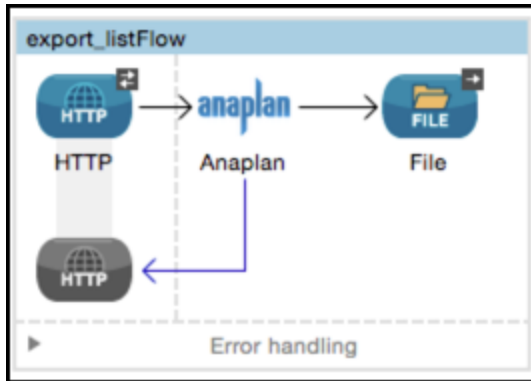 export_listFlow
HTTP
anaplan
FILE
HTTP
Anaplan
File
HTTP
Error handling